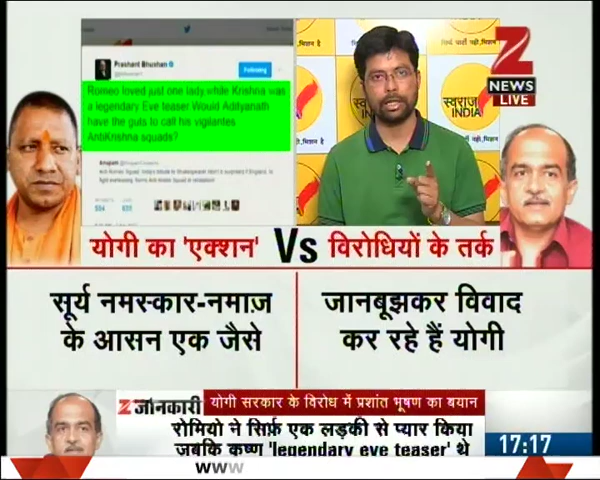 Prashant Bhushan
Following
Romeo loved just one lady,while Krishna was
a legendary Eve teaser.Would Adityanath
have the guts to call his vigilantes
AntiKrishna squads?
स्वराज
INDIA
Z
NEWS
LIVE
योगी का 'एक्शन' Vs विरोधियों के तर्क
सूर्य नमस्कार-नमाज़
के आसन एक जैसे
जानबूझकर विवाद
कर रहे हैं योगी
Z जानकारी
योगी सरकार के विरोध में प्रशांत भूषण का बयान
रोमियो ने सिर्फ़ एक लड़की से प्यार किया
जबकि कृष्ण 'legendary eve teaser' थे
17:17
www